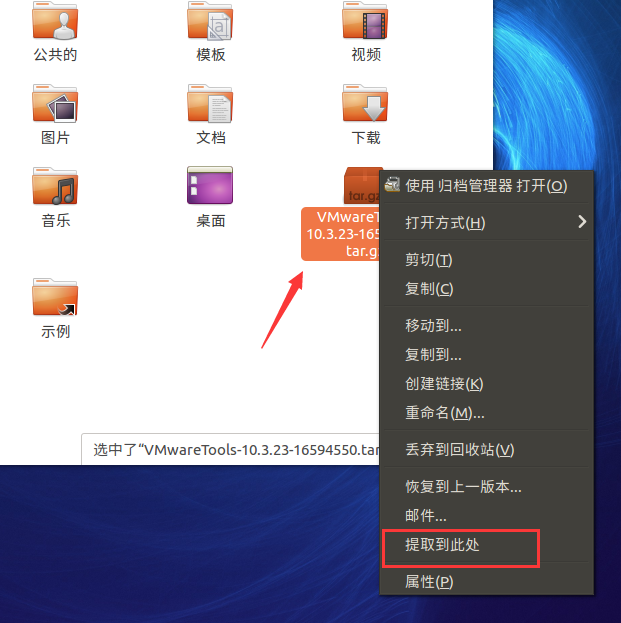 公共的
模板
视频
图片
文档
下载
音乐
桌面
tar.gz
VMwareT
10.3.23-165
tar.g
示例
选中了“VMwareTools-10.3.23-16594550.tar
使用 归档管理器 打开(O)
打开方式(H)
剪切(T)
复制(C)
移动到...
复制到...
创建链接(K)
重命名(M)...
丢弃到回收站(V)
恢复到上一版本...
邮件...
提取到此处
属性(P)